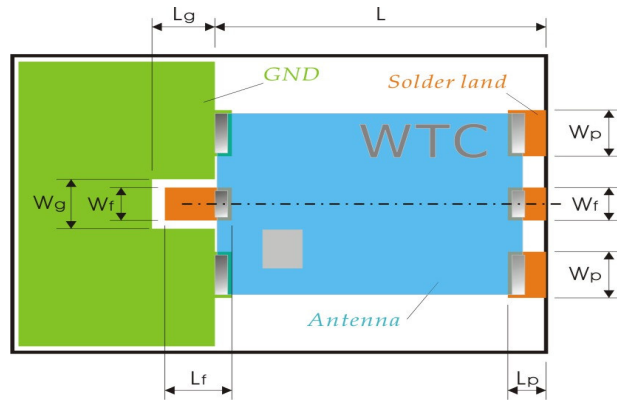 Lg
L
GND
Solder land
WTC
Wp
Wg
Wf
Wf
Wp
Antenna
Lf
Lp